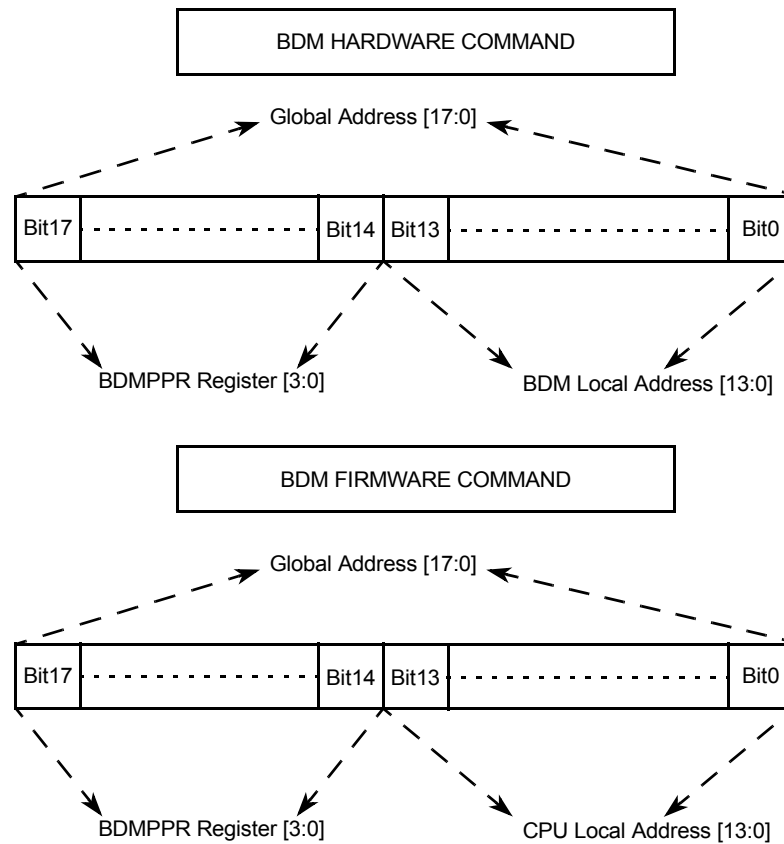 BDM HARDWARE COMMAND
Global Address [17:0]
Bit17 Bit14 Bit13 Bit0
BDMPPR Register [3:0] BDM Local Address [13:0]
BDM FIRMWARE COMMAND
Global Address [17:0]
Bit17 Bit14 Bit13 Bit0
BDMPPR Register [3:0] CPU Local Address [13:0]